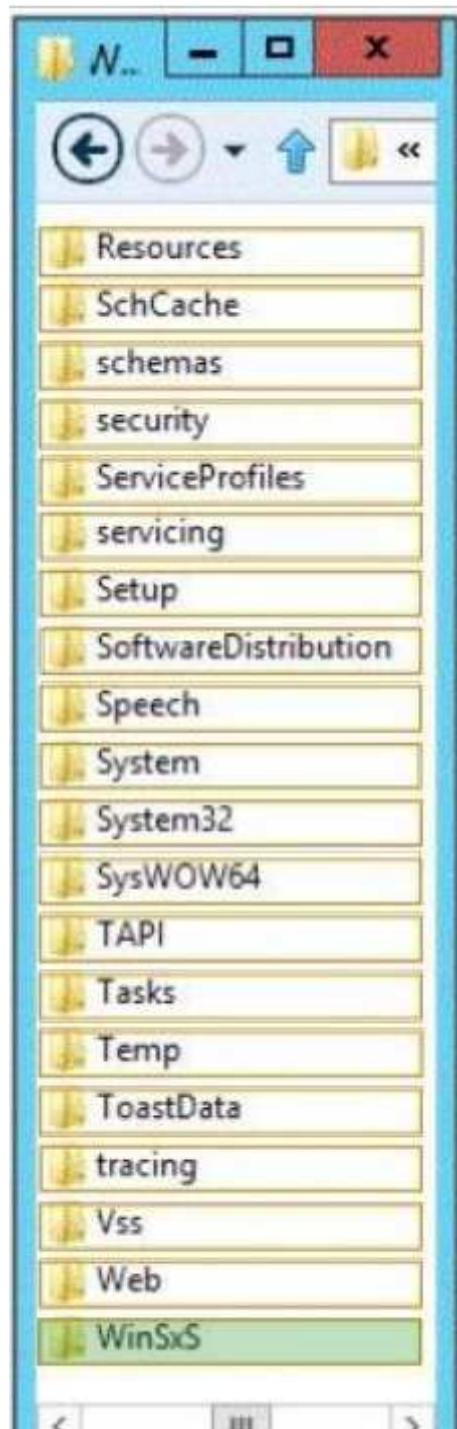 N...
«
Resources
SchCache
schemas
security
ServiceProfiles
servicing
Setup
SoftwareDistribution
Speech
System
System32
SysWOW64
TAPI
Tasks
Temp
ToastData
tracing
Vss
Web
WinSxS